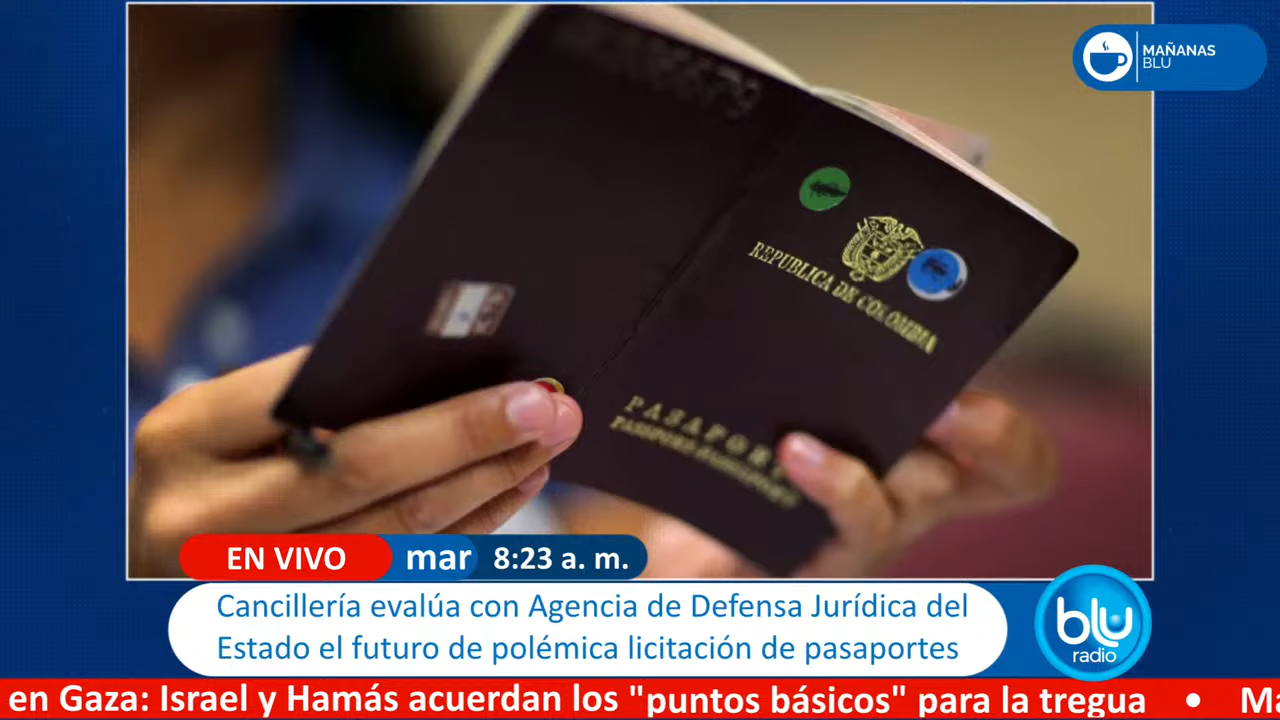 MAÑANAS
BLU
REPUBLICA DE COLOMBIA
PASAPORT
EN VIVO
mar
8:23 a. m.
Cancillería evalúa con Agencia de Defensa Jurídica del
Estado el futuro de polémica licitación de pasaportes
blu
radio
en Gaza: Israel y Hamás acuerdan los "puntos básicos" para la tregua • Ma